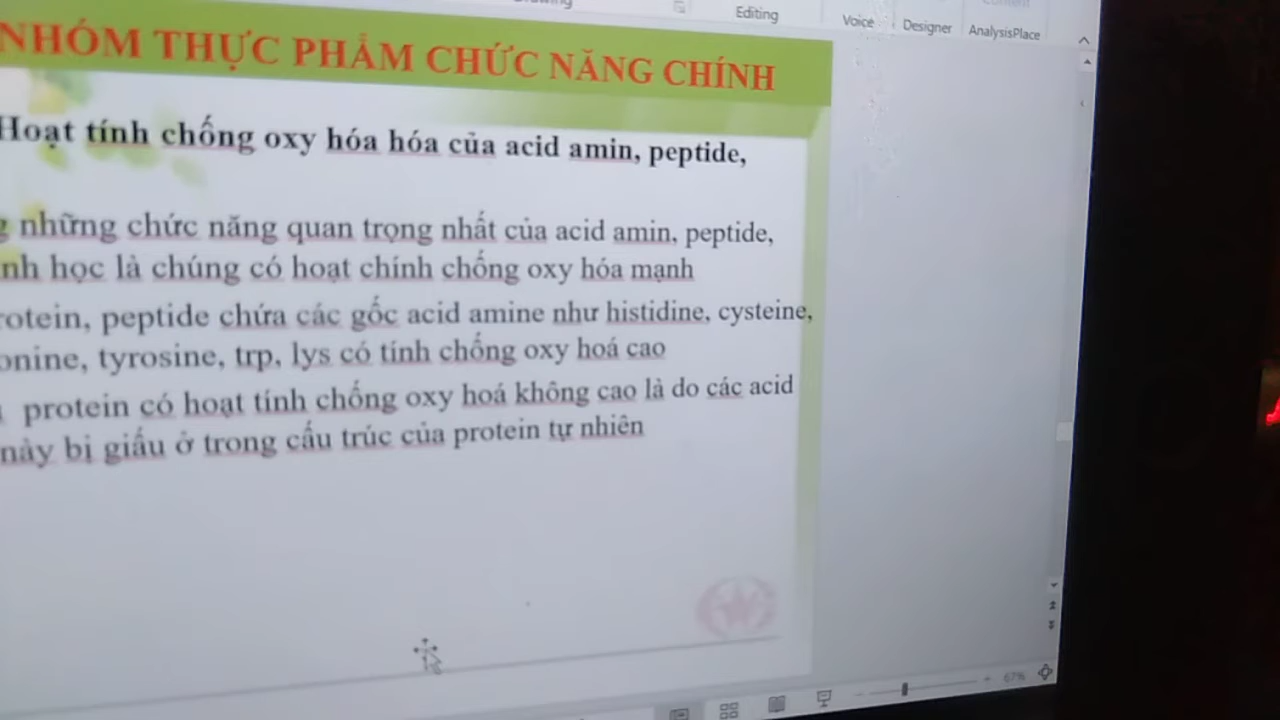 Editing
Voice
Designer
AnalysisPlace
NHÓM THỰC PHẨM CHỨC NĂNG CHÍNH
Hoạt tính chống oxy hóa hóa của acid amin, peptide,
những chức năng quan trọng nhất của acid amin, peptide,
học là chúng có hoạt chính chống oxy hóa mạnh
rotein, peptide chứa các gốc acid amine như histidine, cysteine,
onine, tyrosine, trp, lys có tính chống oxy hoá cao
protein có hoạt tính chống oxy hoá không cao là do các acid
này bị giấu ở trong cấu trúc của protein tự nhiên
67%